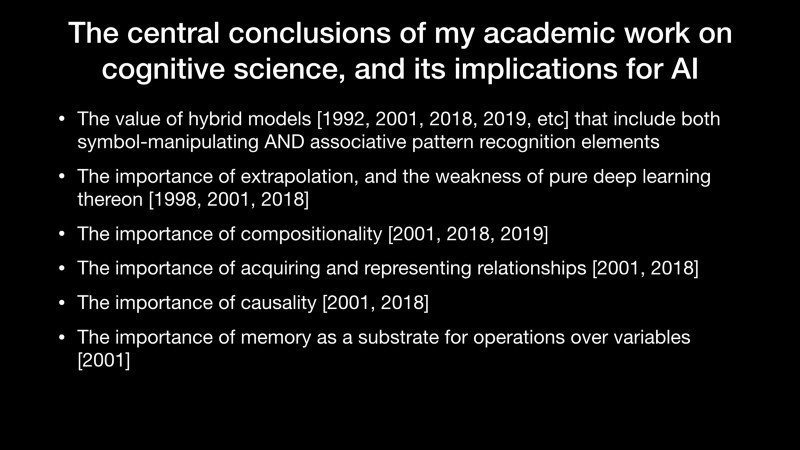 The central conclusions of my academic work on
cognitive science, and its implications for AI
• The value of hybrid models [1992, 2001, 2018, 2019, etc] that include both
symbol-manipulating AND associative pattern recognition elements
• The importance of extrapolation, and the weakness of pure deep learning
thereon [1998, 2001, 2018]
• The importance of compositionality [2001, 2018, 2019]
• The importance of acquiring and representing relationships [2001, 2018]
• The importance of causality [2001, 2018]
• The importance of memory as a substrate for operations over variables
[2001]